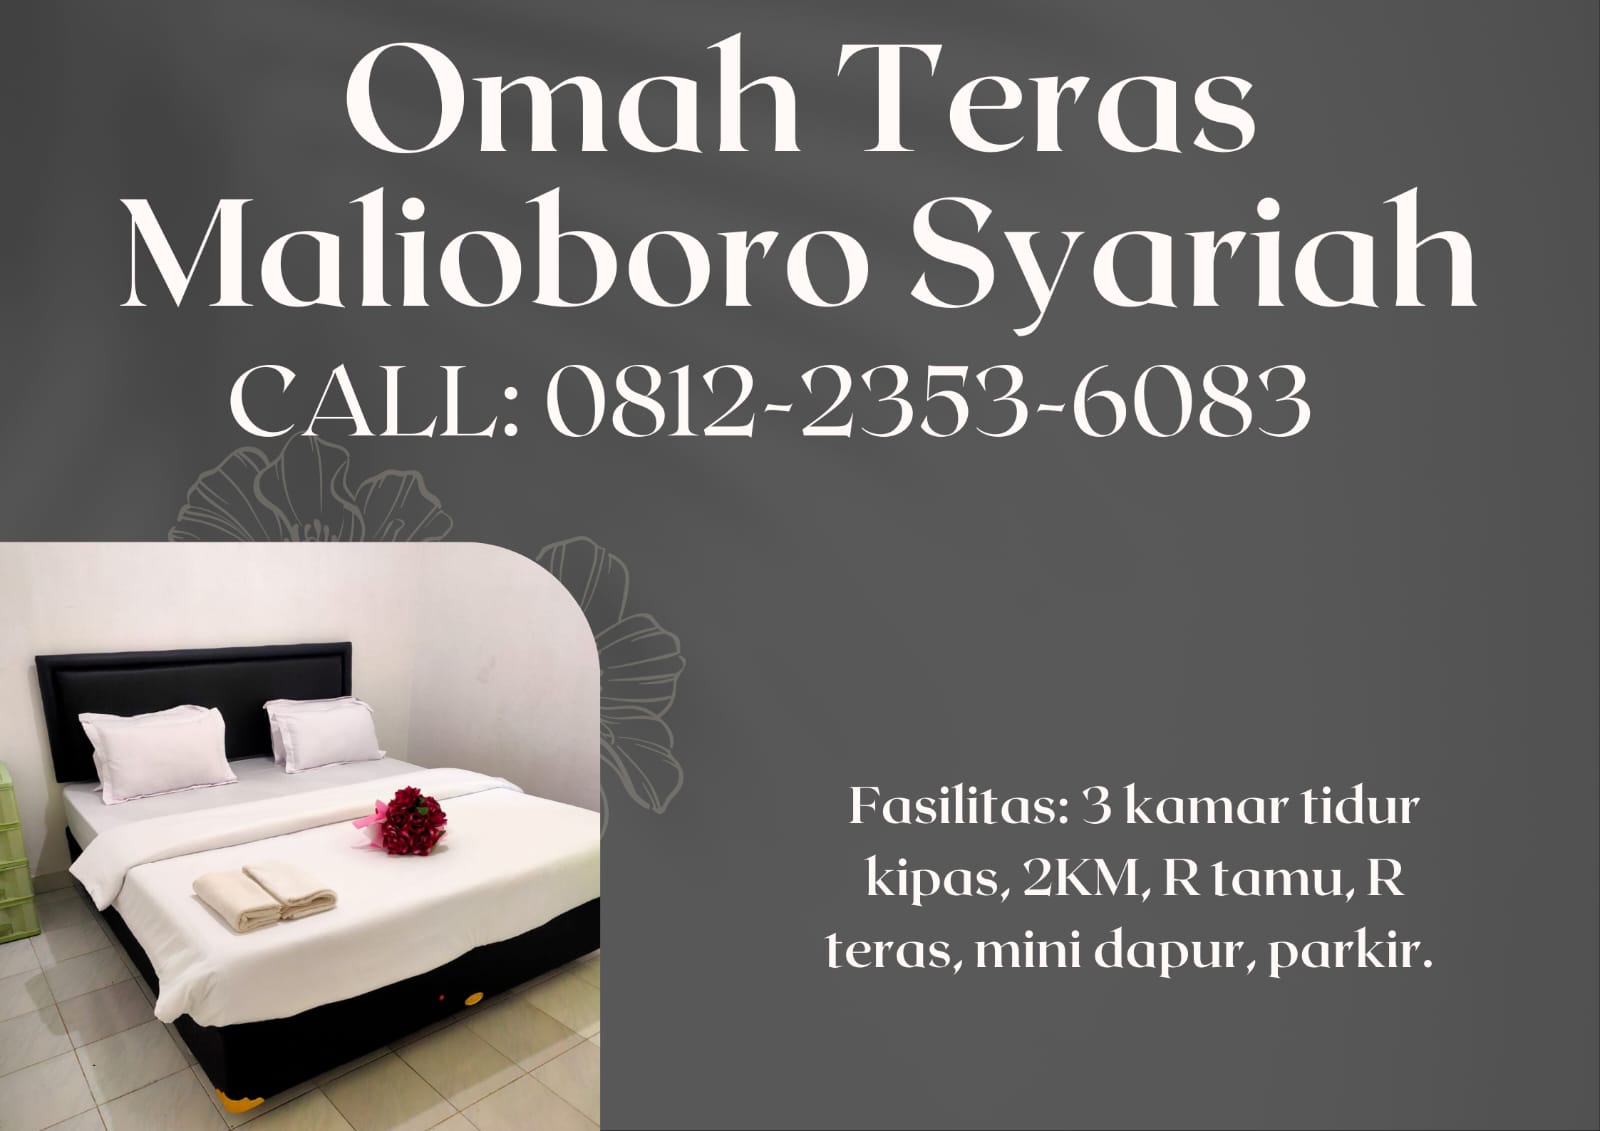 Omah Teras
Malioboro Syariah
CALL: 0812-2353-6083
Fasilitas: 3 kamar tidur
kipas, 2KM, R tamu, R
teras, mini dapur, parkir.